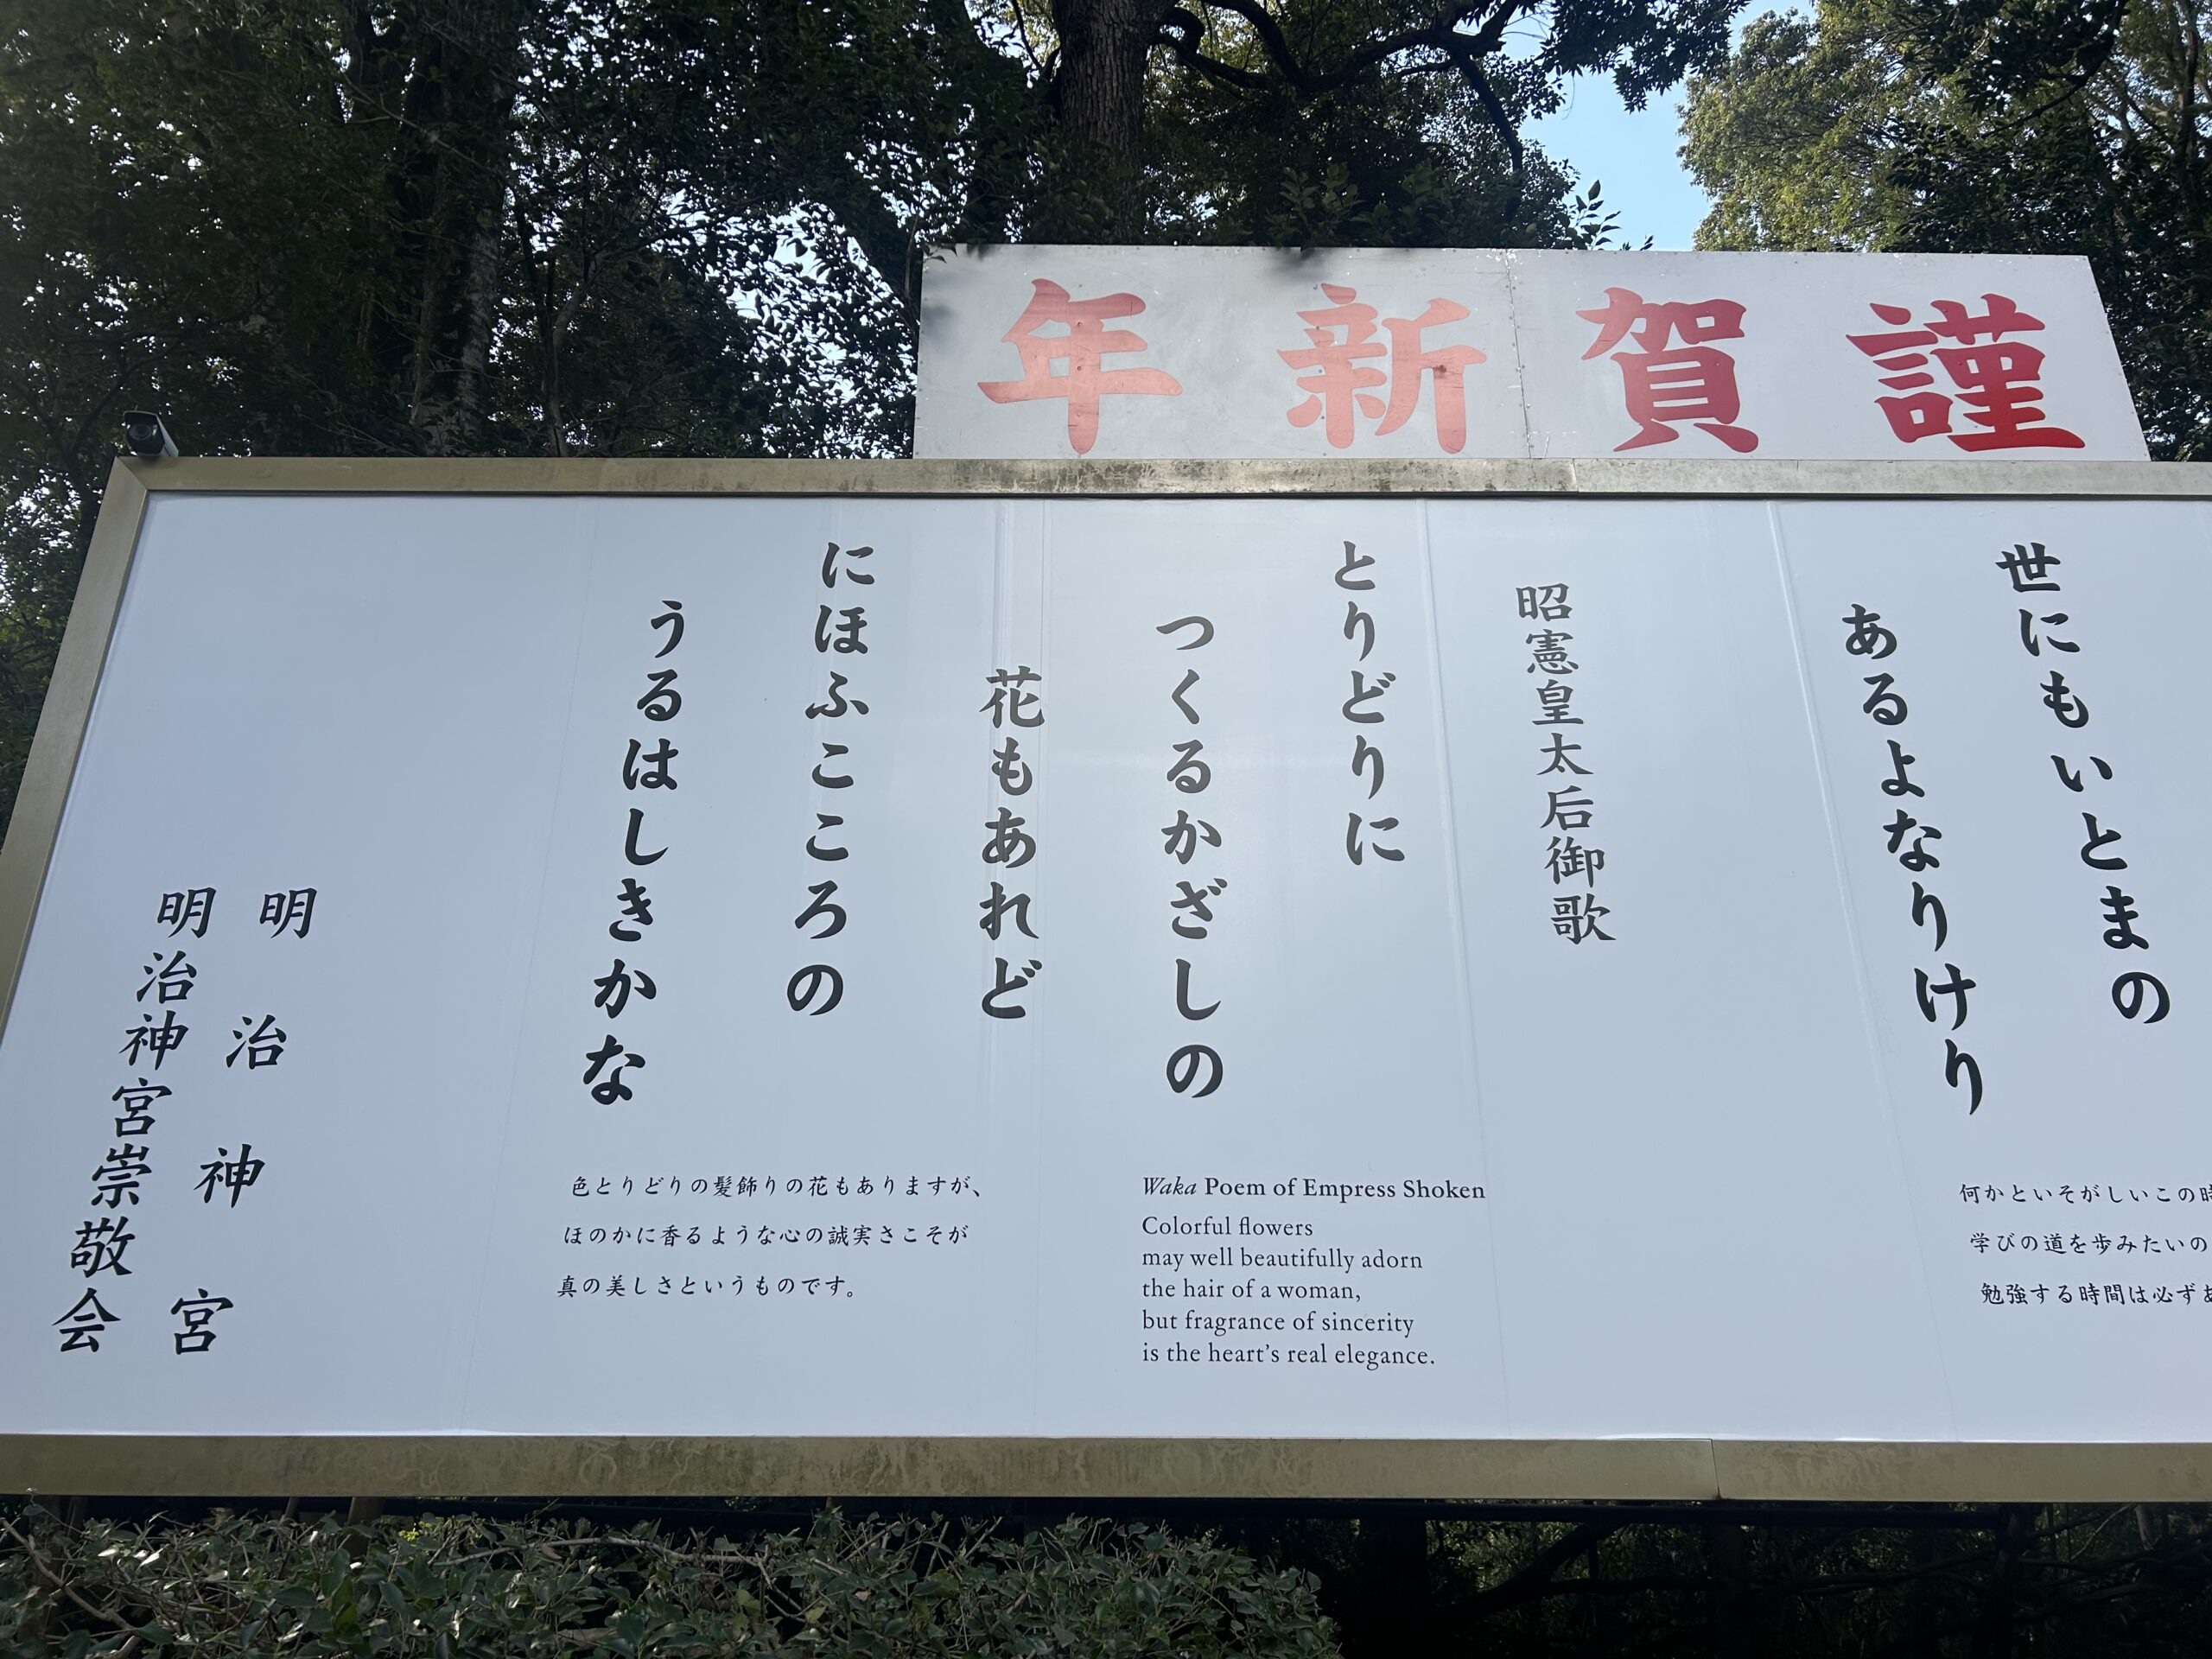 謹賀新年
世にもいとまの
あるよなりけり
何かといそがしいこの時
学びの道を歩みたいの
勉強する時間は必ずあ
昭憲皇太后御歌
とりどりに
つくるかざしの
花もあれど
にほふこころの
うるはしきかな
Waka Poem of Empress Shoken
Colorful flowers
may well beautifully adorn
the hair of a woman,
but fragrance of sincerity
is the heart's real elegance.
色とりどりの髪飾りの花もありますが、
ほのかに香るような心の誠実さこそが
真の美しさというものです。
明治神宮
明治神宮崇敬会